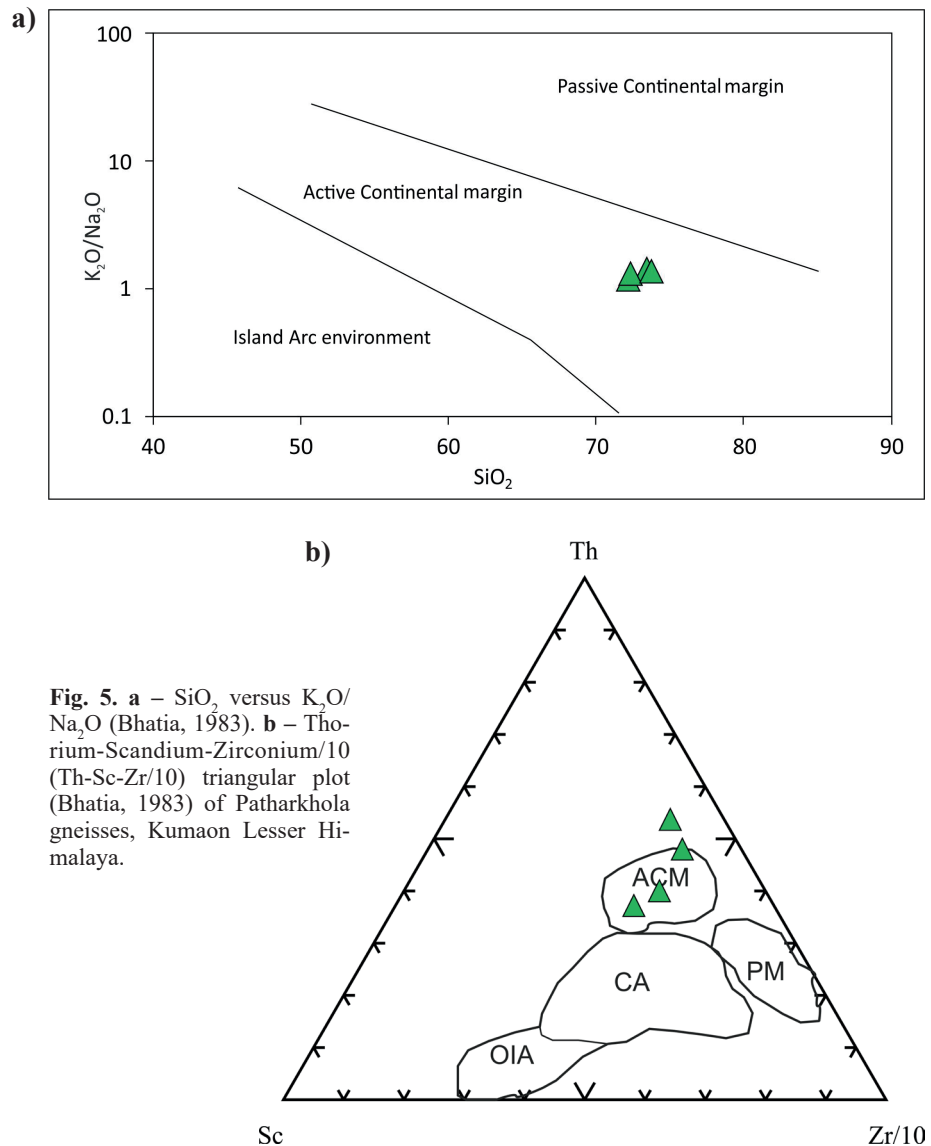 a)
100
10
1
0.1
K₂O/Na₂O
Passive Continental margin
Active Continental margin
Island Arc environment
40 50 60 70 80 90
SiO₂
b)
Th
Fig. 5. a – SiO₂ versus K₂O/
Na₂O (Bhatia, 1983). b – Tho-
rium-Scandium-Zirconium/10
(Th-Sc-Zr/10) triangular plot
(Bhatia, 1983) of Patharkhola
gneisses, Kumaon Lesser Hi-
malaya.
ACM
CA
PM
OIA
Sc
Zr/10